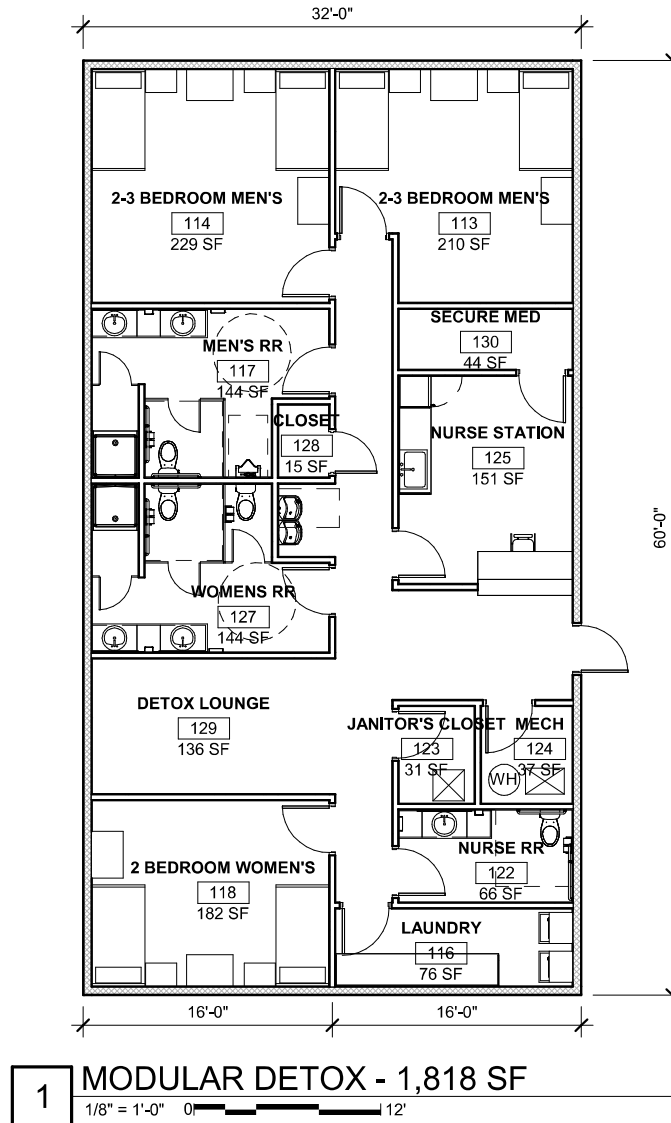 32'-0"
2-3 BEDROOM MEN'S
114
229 SF
2-3 BEDROOM MEN'S
113
210 SF
SECURE MED
130
44 SF
MEN'S RR
117
144 SF
CLOSET
128
15 SF
NURSE STATION
125
151 SF
60'-0"
WOMENS RR
127
144 SF
DETOX LOUNGE
129
136 SF
JANITOR'S CLOSET
123
31 SF
MECH
124
37 SF
WH
2 BEDROOM WOMEN'S
118
182 SF
NURSE RR
122
66 SF
LAUNDRY
116
76 SF
16'-0"
16'-0"
1
MODULAR DETOX - 1,818 SF
1/8" = 1'-0"
0
12'